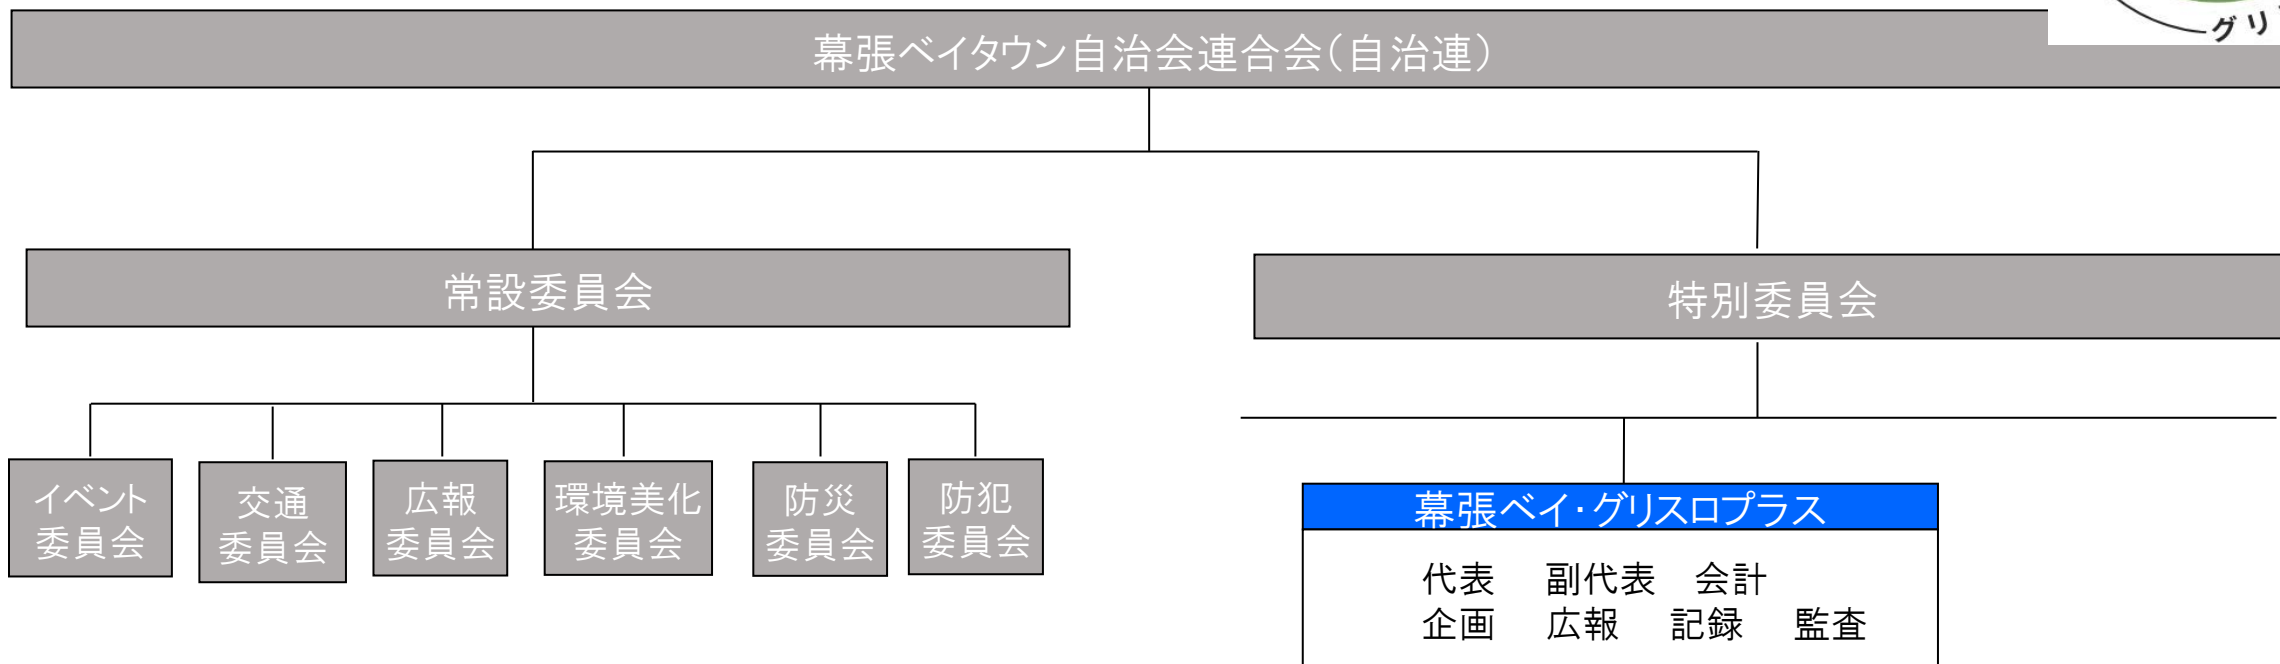 グリ
幕張ベイタウン自治会連合会(自治連)
常設委員会
特別委員会
イベント
委員会
交通
委員会
広報
委員会
環境美化
委員会
防災
委員会
防犯
委員会
幕張ベイ・グリスロプラス
代表 副代表 会計
企画 広報 記録 監査